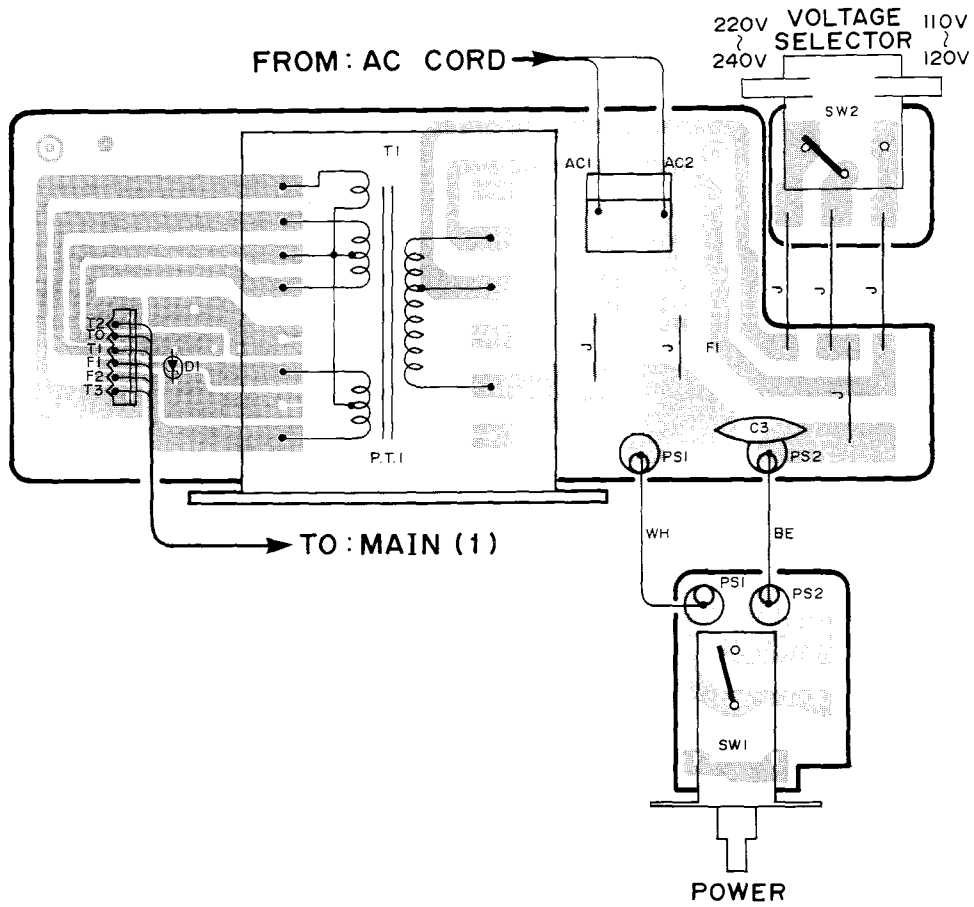 220V
~
240V
VOLTAGE
SELECTOR
110V
~
120V
FROM: AC CORD
SW2
T1
AC1
AC2
J
J
J
T2
T0
T1
F1
F2
T3
D1
J
J
F1
J
P.T.1
C3
PS1
PS2
WH
BE
TO: MAIN (1)
PS1
PS2
SW1
POWER